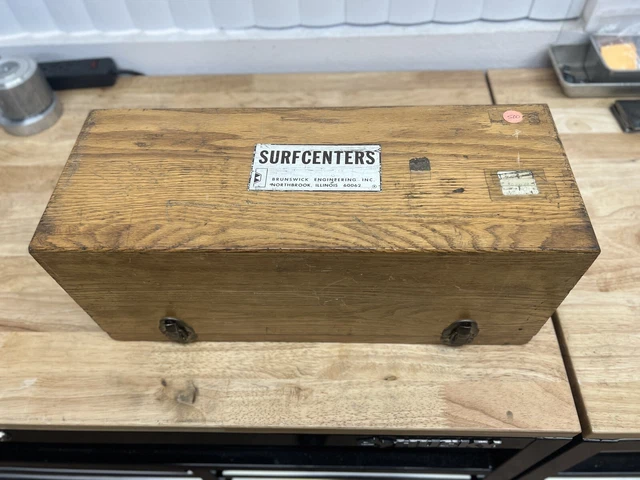 SURFCENTERS
BRUNSWICK ENGINEERING, INC.
NORTHBROOK, ILLINOIS 60062